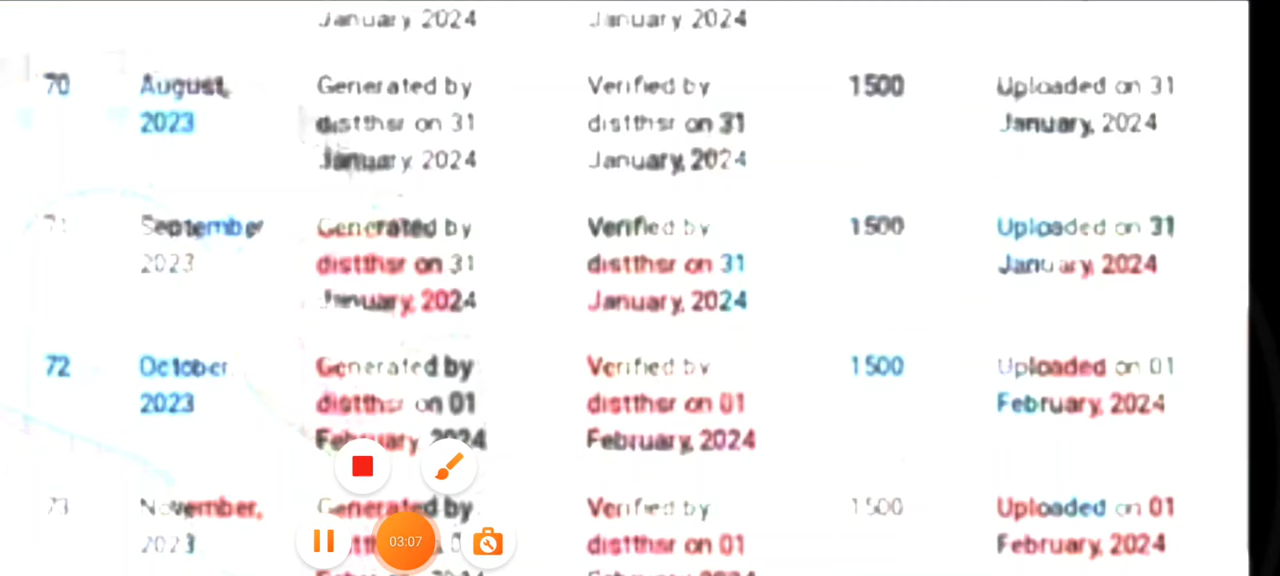 January 2024 January 2024
70 August, Generated by Verified by 1500 Uploaded on 31
2023 distthsr on 31 distthsr on 31 January, 2024
January 2024 January, 2024
71 September Generated by Verified by 1500 Uploaded on 31
2023 distthsr on 31 distthsr on 31 January, 2024
January, 2024 January, 2024
72 October Generated by Verified by 1500 Uploaded on 01
2023 distthsr on 01 distthsr on 01 February, 2024
February 2024 February, 2024
73 November, Generated by Verified by 1500 Uploaded on 01
2023 distthsr on 01 February, 2024
03:07